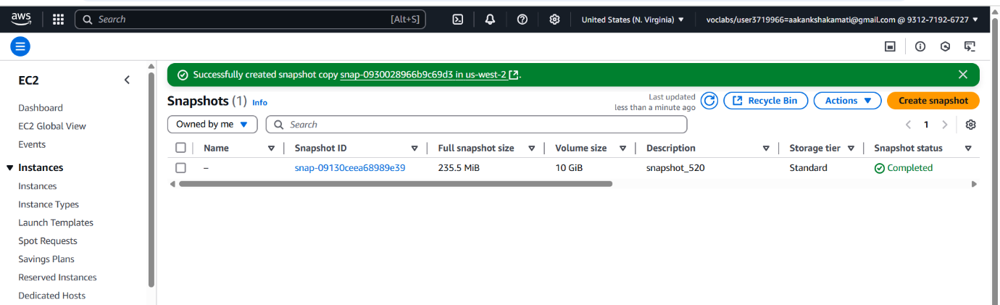 aws
Search [Alt+S] United States (N. Virginia) voclabs/user3719966=aakankshakamati@gmail.com @ 9312-7192-6727
EC2
Dashboard
EC2 Global View
Events
Instances
Instances
Instance Types
Launch Templates
Spot Requests
Savings Plans
Reserved Instances
Dedicated Hosts
Successfully created snapshot copy snap-0930028966b9c69d3 in us-west-2.
Snapshots (1) Info
Last updated
less than a minute ago
Recycle Bin Actions Create snapshot
Owned by me Search 1
Name Snapshot ID Full snapshot size Volume size Description Storage tier Snapshot status
– snap-09130ceea68989e39 235.5 MiB 10 GiB snapshot_520 Standard Completed